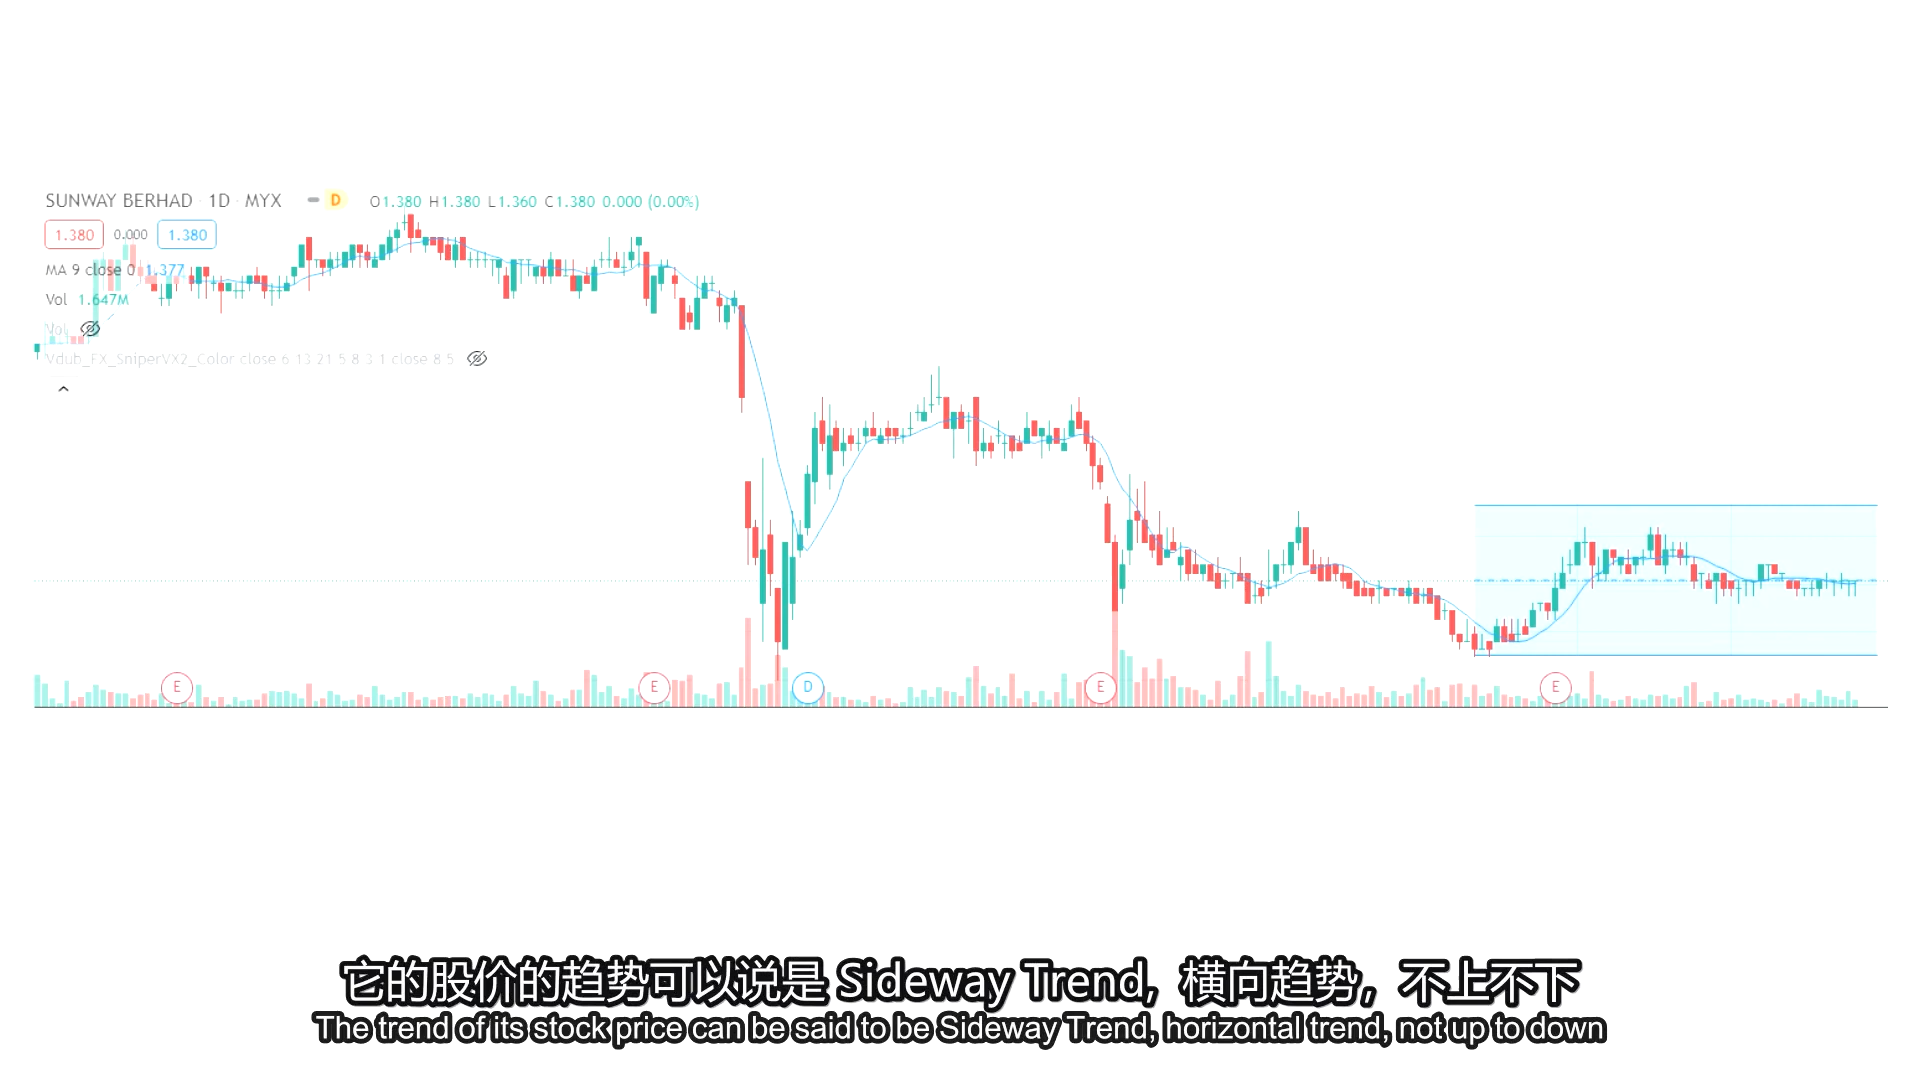 SUNWAY BERHAD · 1D · MYX D O1.380 H1.380 L1.360 C1.380 0.000 (0.00%)
1.380 0.000 1.380
MA 9 close 0 1.377
Vol 1.647M
Vol
Vdub_FX_SniperVX2_Color close 6 13 21 5 8 3 1 close 8 5
E E D E E
它的股价的趋势可以说是 Sideway Trend, 横向趋势，不上不下
The trend of its stock price can be said to be Sideway Trend, horizontal trend, not up to down